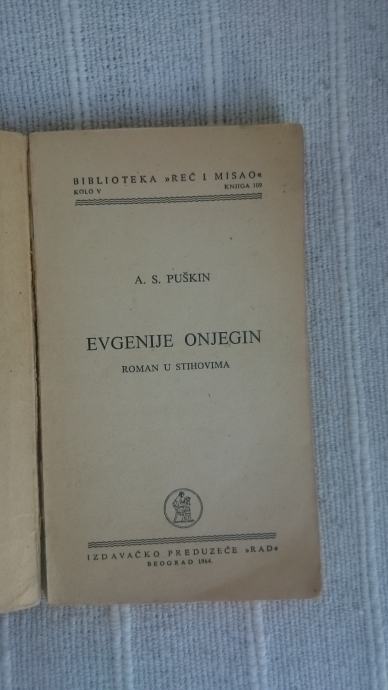 BIBLIOTEKA »REČ I MISAO«
KOLO V KNJIGA 109
A. S. PUŠKIN
EVGENIJE ONJEGIN
ROMAN U STIHOVIMA
IZDAVAČKO PREDUZEĆE »RAD«
BEOGRAD 1964.